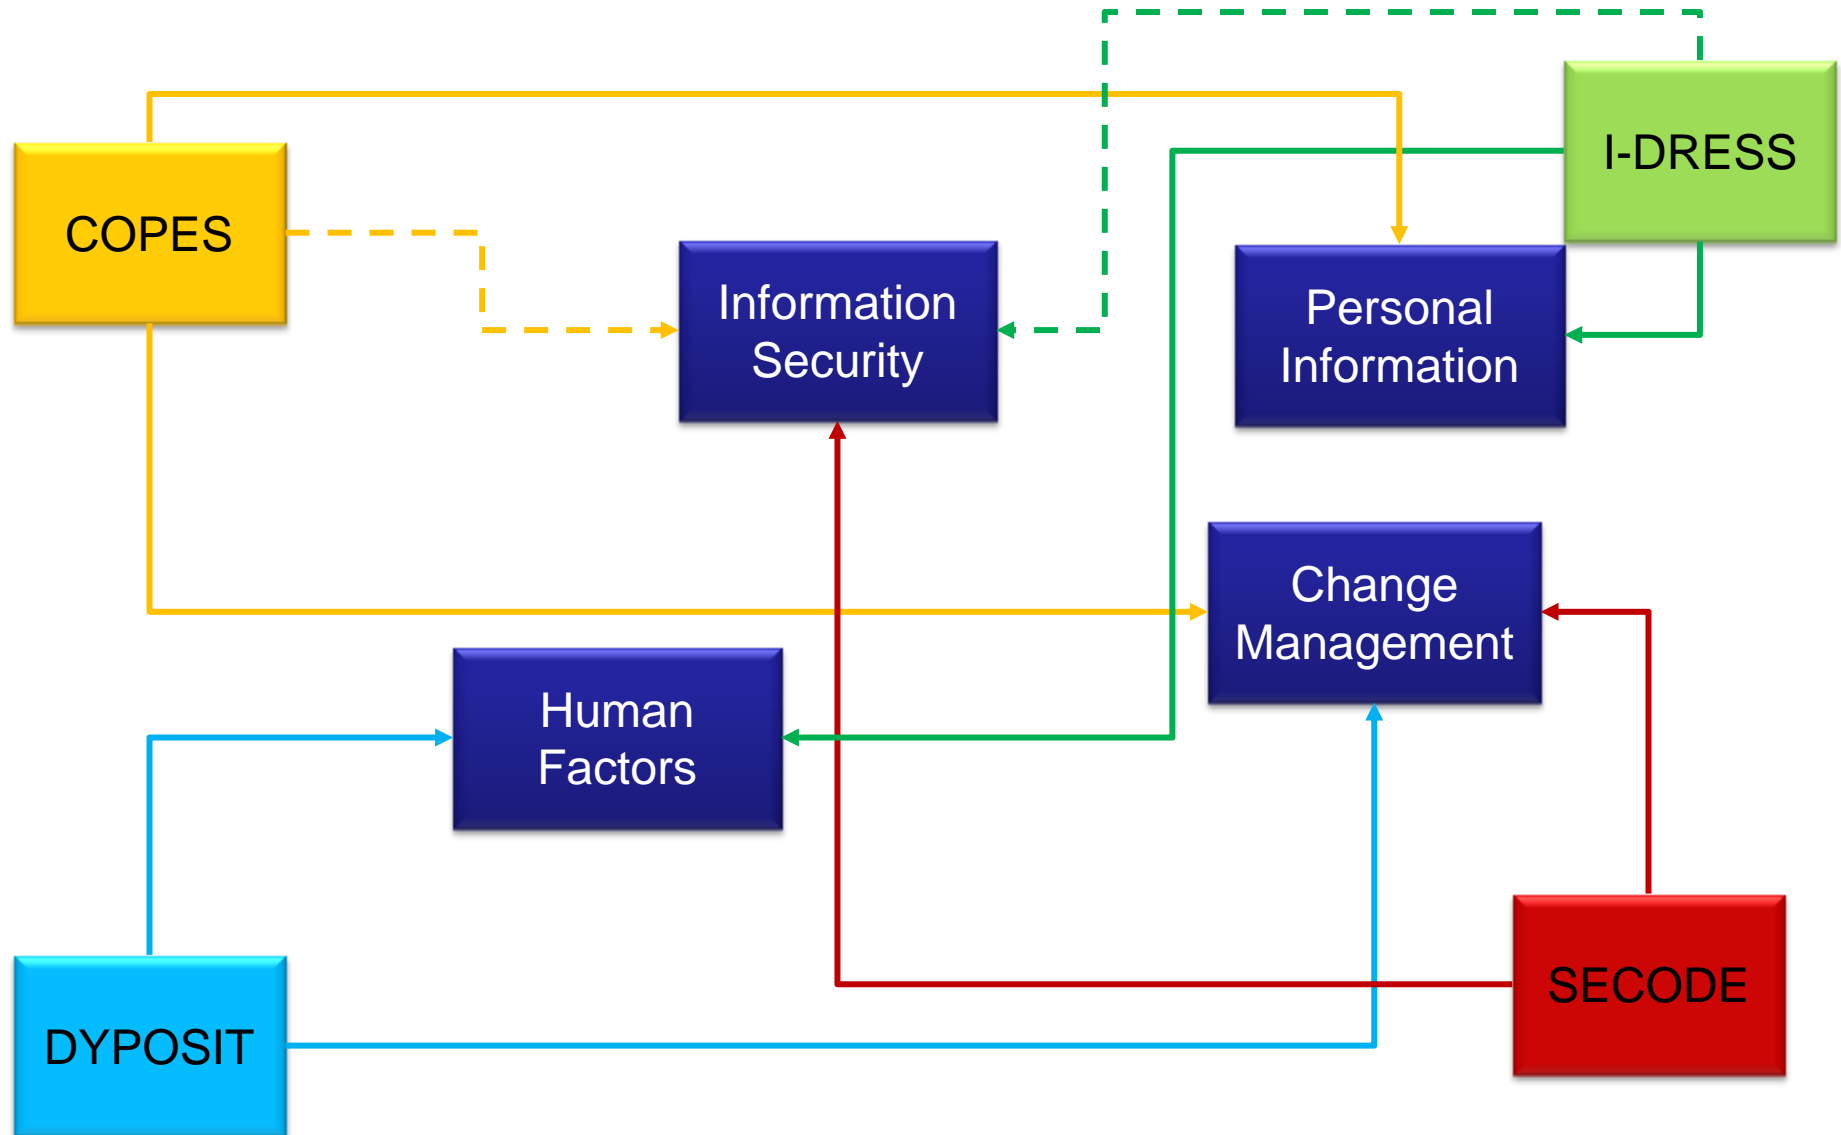 I-DRESS
COPES
Information
Security
Personal
Information
Change
Management
Human
Factors
SECODE
DYPOSIT